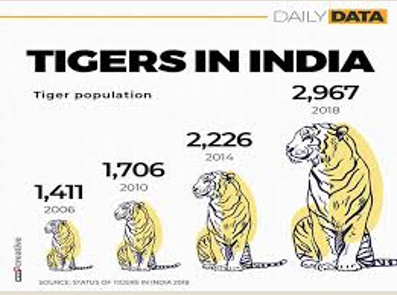 DAILY DATA
TIGERS IN INDIA
Tiger population
2,967
2018
2,226
2014
1,706
2010
1,411
2006
creative
SOURCE: STATUS OF TIGERS IN INDIA 2018